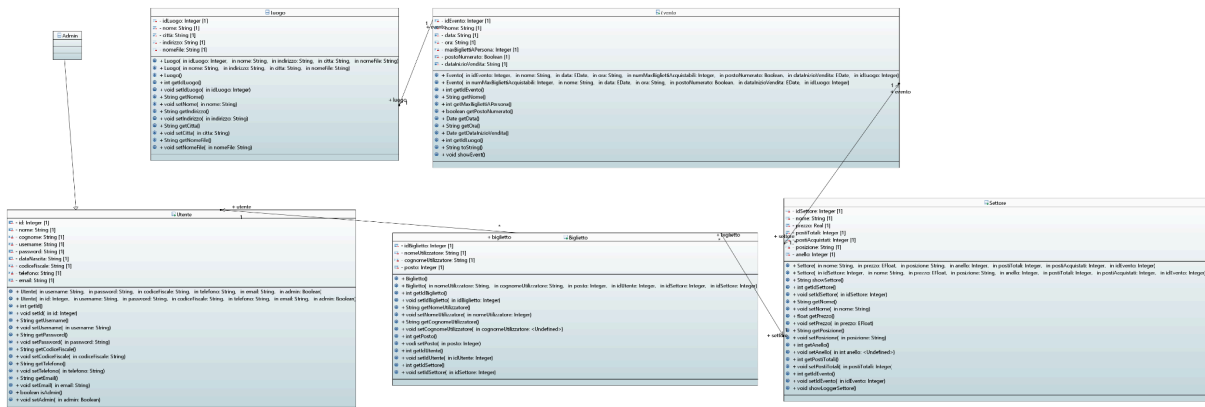 Admin
Luogo
- idLuogo: Integer [1]
- nome: String [1]
- città: String [1]
- indirizzo: String [1]
- nomeFile: String [1]
+ Luogo( in idLuogo: Integer, in nome: String, in indirizzo: String, in citta: String, in nomeFile: String)
+ Luogo( in nome: String, in indirizzo: String, in citta: String, in nomeFile: String)
+ Luogo()
+ int getIdLuogo()
+ void setIdLuogo( in idLuogo: Integer)
+ String getNome()
+ void setNome( in nome: String)
+ String getIndirizzo()
+ void setIndirizzo( in indirizzo: String)
+ String getCitta()
+ void setCitta( in citta: String)
+ String getNomeFile()
+ void setNomeFile( in nomeFile: String)
1
+ evento
+ luogo
Evento
- idEvento: Integer [1]
- nome: String [1]
- data: String [1]
- ora: String [1]
- maxBigliettiAPersona: Integer [1]
- postoNumerato: Boolean [1]
- dataInizioVendita: String [1]
+ Evento( in idEvento: Integer, in nome: String, in data: EDate, in ora: String, in numMaxBigliettiAcquistabili: Integer, in postoNumerato: Boolean, in dataInizioVendita: EDate, in idLuogo: Integer)
+ Evento( in numMaxBigliettiAcquistabili: Integer, in nome: String, in data: EDate, in ora: String, in postoNumerato: Boolean, in dataInizioVendita: EDate, in idLuogo: Integer)
+ int getIdEvento()
+ String getNome()
+ int getMaxBigliettiAPersona()
+ boolean getPostoNumerato()
+ Date getData()
+ String getOra()
+ Date getDataInizioVendita()
+ int getIdLuogo()
+ String toString()
+ void showEvent()
1
+ evento
Utente
- id: Integer [1]
- nome: String [1]
- cognome: String [1]
- username: String [1]
- password: String [1]
- dataNascita: String [1]
- codiceFiscale: String [1]
- telefono: String [1]
- email: String [1]
+ Utente( in username: String, in password: String, in codiceFiscale: String, in telefono: String, in email: String, in admin: Boolean)
+ Utente( in id: Integer, in username: String, in password: String, in codiceFiscale: String, in telefono: String, in email: String, in admin: Boolean)
+ int getId()
+ void setId( in id: Integer)
+ String getUsername()
+ void setUsername( in username: String)
+ String getPassword()
+ void setPassword( in password: String)
+ String getCodiceFiscale()
+ void setCodiceFiscale( in codiceFiscale: String)
+ String getTelefono()
+ void setTelefono( in telefono: String)
+ String getEmail()
+ void setEmail( in email: String)
+ boolean isAdmin()
+ void setAdmin( in admin: Boolean)
+ utente
1
*
+ biglietto
Biglietto
- idBiglietto: Integer [1]
- nomeUtilizzatore: String [1]
- cognomeUtilizzatore: String [1]
- posto: Integer [1]
+ Biglietto()
+ Biglietto( in nomeUtilizzatore: String, in cognomeUtilizzatore: String, in posto: Integer, in idUtente: Integer, in idSettore: Integer, in idSettore: Integer)
+ int getIdBiglietto()
+ void setIdBiglietto( in idBiglietto: Integer)
+ String getNomeUtilizzatore()
+ void setNomeUtilizzatore( in nomeUtilizzatore: Integer)
+ String getCognomeUtilizzatore()
+ void setCognomeUtilizzatore( in cognomeUtilizzatore: <Undefined>)
+ int getPosto()
+ void setPosto( in posto: Integer)
+ int getIdUtente()
+ void setIdUtente( in idUtente: Integer)
+ int getIdSettore()
+ void setIdSettore( in idSettore: Integer)
+ biglietto
*
+ settore
+ settore
Settore
- idSettore: Integer [1]
- nome: String [1]
- prezzo: Real [1]
- postiTotali: Integer [1]
- postiAcquistati: Integer [1]
- posizione: String [1]
- anello: Integer [1]
+ Settore( in nome: String, in prezzo: EFloat, in posizione: String, in anello: Integer, in postiTotali: Integer, in postiAcquistati: Integer, in idEvento: Integer)
+ Settore( in idSettore: Integer, in nome: String, in prezzo: EFloat, in posizione: String, in anello: Integer, in postiTotali: Integer, in postiAcquistati: Integer, in idEvento: Integer)
+ String showSettore()
+ int getIdSettore()
+ void setIdSettore( in idSettore: Integer)
+ String getNome()
+ void setNome( in nome: String)
+ float getPrezzo()
+ void setPrezzo( in prezzo: EFloat)
+ String getPosizione()
+ void setPosizione( in posizione: String)
+ int getAnello()
+ void setAnello( in int anello: <Undefined>)
+ int getPostiTotali()
+ void setPostiTotali( in postiTotali: Integer)
+ int getIdEvento()
+ void setIdEvento( in idEvento: Integer)
+ void showLoggerSettore()